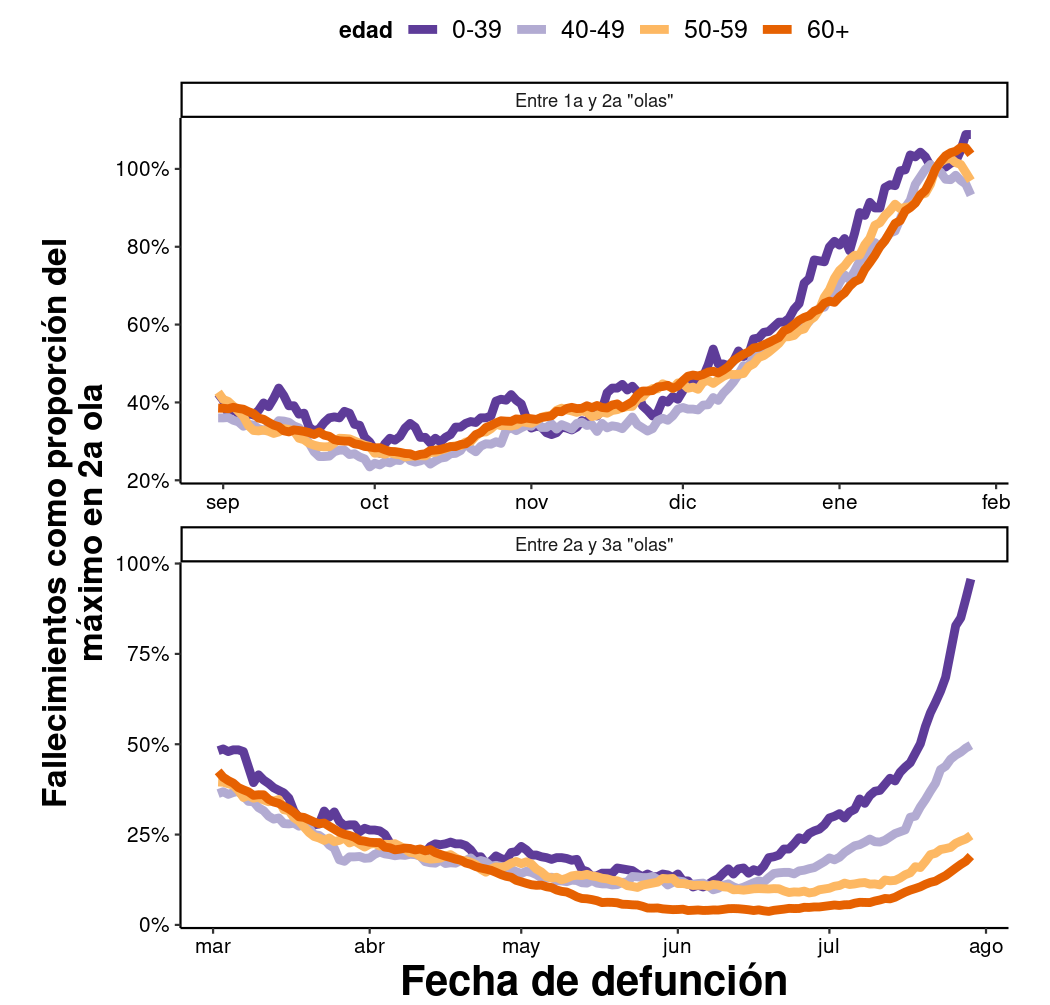 edad 0-39 40-49 50-59 60+
Entre 1a y 2a "olas"
100%
80%
60%
40%
20%
sep oct nov dic ene feb
Fallecimientos como proporción del
máximo en 2a ola
Entre 2a y 3a "olas"
100%
75%
50%
25%
0%
mar abr may jun jul ago
Fecha de defunción